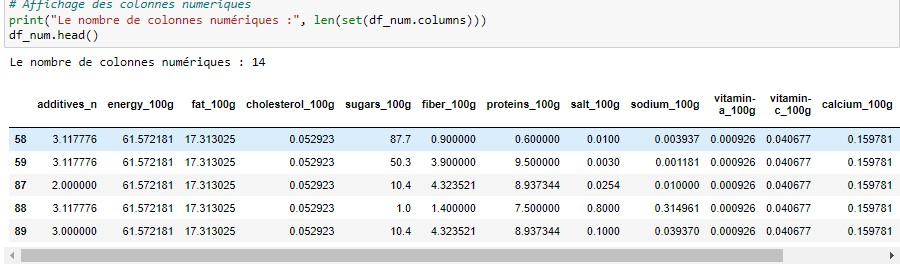 # Affichage des colonnes numeriques
print("Le nombre de colonnes numériques :", len(set(df_num.columns)))
df_num.head()
Le nombre de colonnes numériques : 14
additives_n energy_100g fat_100g cholesterol_100g sugars_100g fiber_100g proteins_100g salt_100g sodium_100g vitamin-a_100g vitamin-c_100g calcium_100g
58 3.117776 61.572181 17.313025 0.052923 87.7 0.900000 0.600000 0.0100 0.003937 0.000926 0.040677 0.159781
59 3.117776 61.572181 17.313025 0.052923 50.3 3.900000 9.500000 0.0030 0.001181 0.000926 0.040677 0.159781
87 2.000000 61.572181 17.313025 0.052923 10.4 4.323521 8.937344 0.0254 0.010000 0.000926 0.040677 0.159781
88 3.117776 61.572181 17.313025 0.052923 1.0 1.400000 7.500000 0.8000 0.314961 0.000926 0.040677 0.159781
89 3.000000 61.572181 17.313025 0.052923 10.4 4.323521 8.937344 0.1000 0.039370 0.000926 0.040677 0.159781